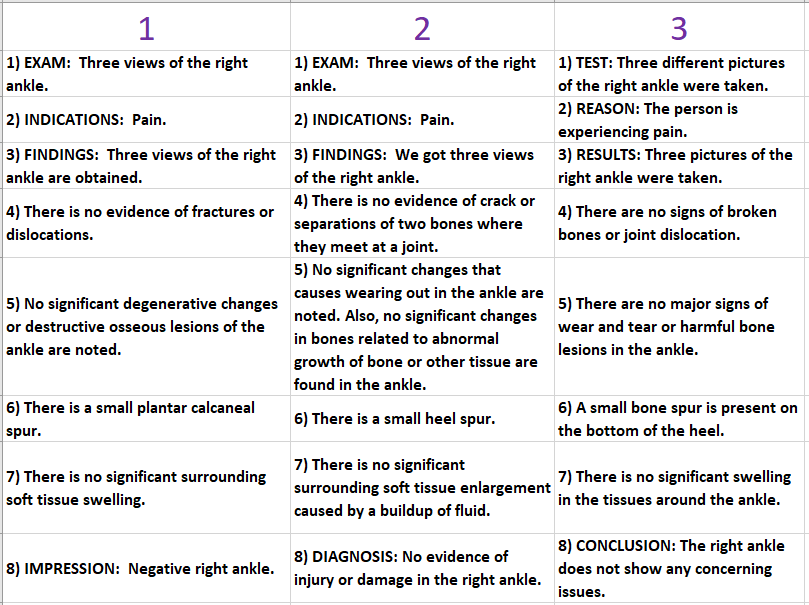 1
2
3
1) EXAM:  Three views of the right
ankle.
1) EXAM:  Three views of the right
ankle.
1) TEST: Three different pictures
of the right ankle were taken.
2) INDICATIONS:  Pain.
2) INDICATIONS:  Pain.
2) REASON: The person is
experiencing pain.
3) FINDINGS:  Three views of the right
ankle are obtained.
3) FINDINGS:  We got three views
of the right ankle.
3) RESULTS: Three pictures of the
right ankle were taken.
4) There is no evidence of fractures or
dislocations.
4) There is no evidence of crack or
separations of two bones where
they meet at a joint.
4) There are no signs of broken
bones or joint dislocation.
5) No significant degenerative changes
or destructive osseous lesions of the
ankle are noted.
5) No significant changes that
causes wearing out in the ankle are
noted. Also, no significant changes
in bones related to abnormal
growth of bone or other tissue are
found in the ankle.
5) There are no major signs of
wear and tear or harmful bone
lesions in the ankle.
6) There is a small plantar calcaneal
spur.
6) There is a small heel spur.
6) A small bone spur is present on
the bottom of the heel.
7) There is no significant surrounding
soft tissue swelling.
7) There is no significant
surrounding soft tissue enlargement
caused by a buildup of fluid.
7) There is no significant swelling
in the tissues around the ankle.
8) IMPRESSION:  Negative right ankle.
8) DIAGNOSIS: No evidence of
injury or damage in the right ankle.
8) CONCLUSION: The right ankle
does not show any concerning
issues.